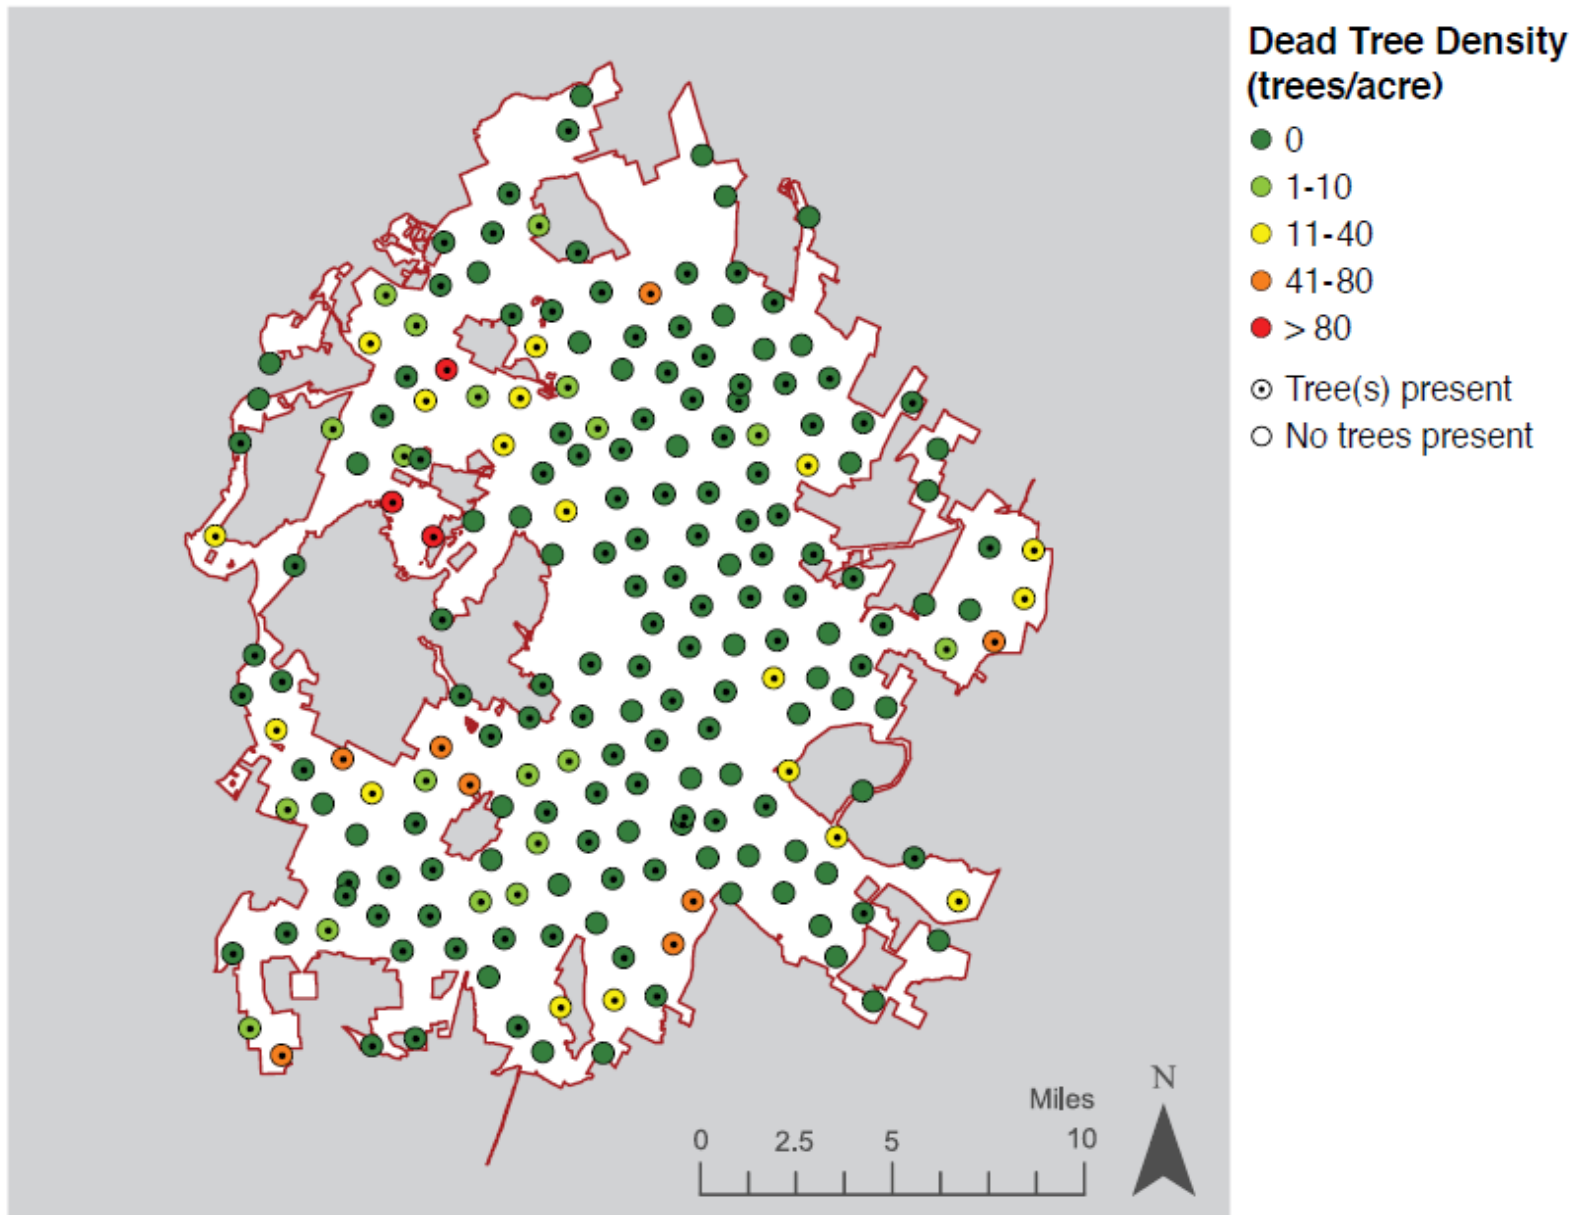 Dead Tree Density
(trees/acre)
0
1-10
11-40
41-80
> 80
Tree(s) present
No trees present
N
Miles
0 2.5 5 10